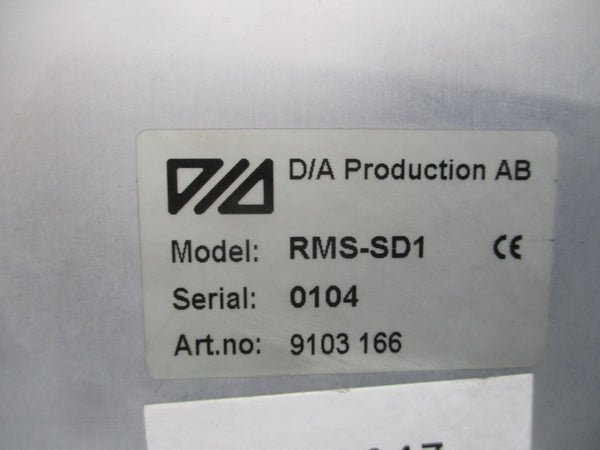 D/A D/A Production AB
Model: RMS-SD1 CE
Serial: 0104
Art.no: 9103 166